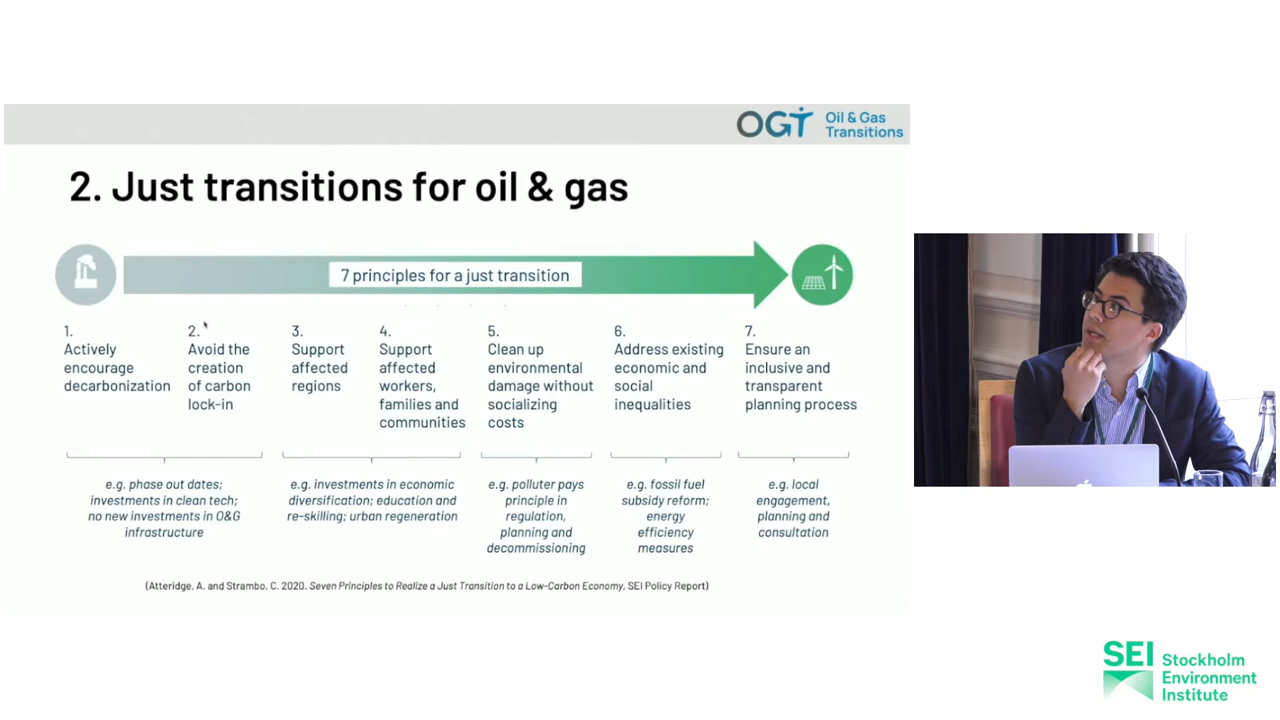 OGT Oil & Gas
Transitions
2. Just transitions for oil & gas
7 principles for a just transition
1.
Actively
encourage
decarbonization
2.
Avoid the
creation
of carbon
lock-in
3.
Support
affected
regions
4.
Support
affected
workers,
families and
communities
5.
Clean up
environmental
damage without
socializing
costs
6.
Address existing
economic and
social
inequalities
7.
Ensure an
inclusive and
transparent
planning process
e.g. phase out dates;
investments in clean tech;
no new investments in O&G
infrastructure
e.g. investments in economic
diversification; education and
re-skilling; urban regeneration
e.g. polluter pays
principle in
regulation,
planning and
decommissioning
e.g. fossil fuel
subsidy reform;
energy
efficiency
measures
e.g. local
engagement,
planning and
consultation
(Atteridge, A. and Strambo, C. 2020. Seven Principles to Realize a Just Transition to a Low-Carbon Economy, SEI Policy Report)
SEI Stockholm
Environment
Institute